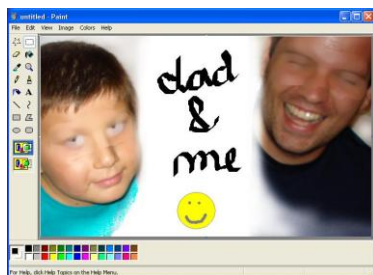 untitled - Paint
File Edit View Image Colors Help
dad
&
me
For Help, click Help Topics on the Help Menu.